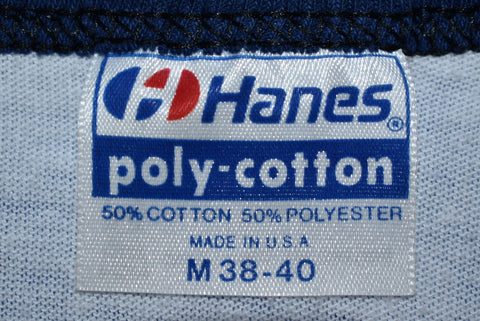 Hanes®
poly-cotton
50% COTTON 50% POLYESTER
MADE IN U.S.A
M 38-40